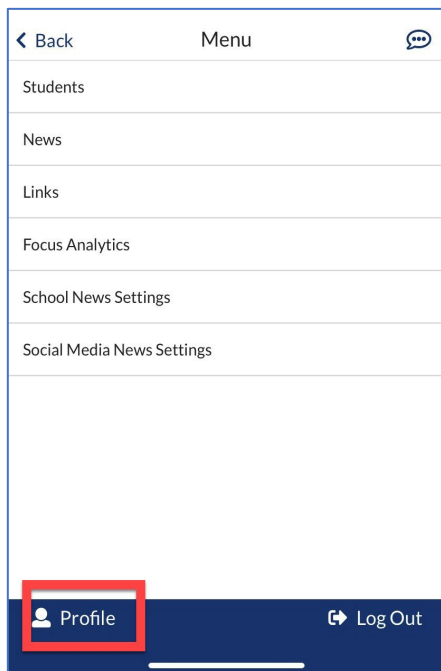 Back Menu
Students
News
Links
Focus Analytics
School News Settings
Social Media News Settings
Profile Log Out